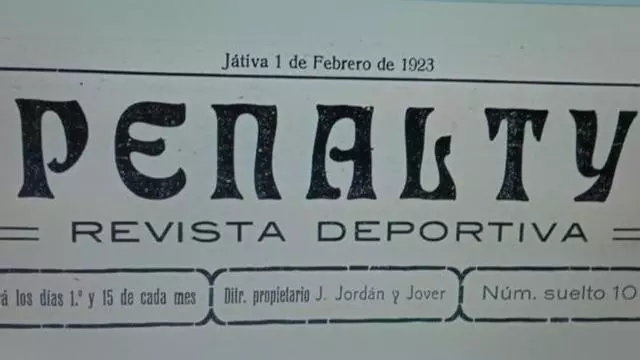 Játiva 1 de Febrero de 1923
PENALTY
REVISTA DEPORTIVA
los días 1.º y 15 de cada mes
Ditr. propietario J. Jordán y Jover
Núm. suelto 10